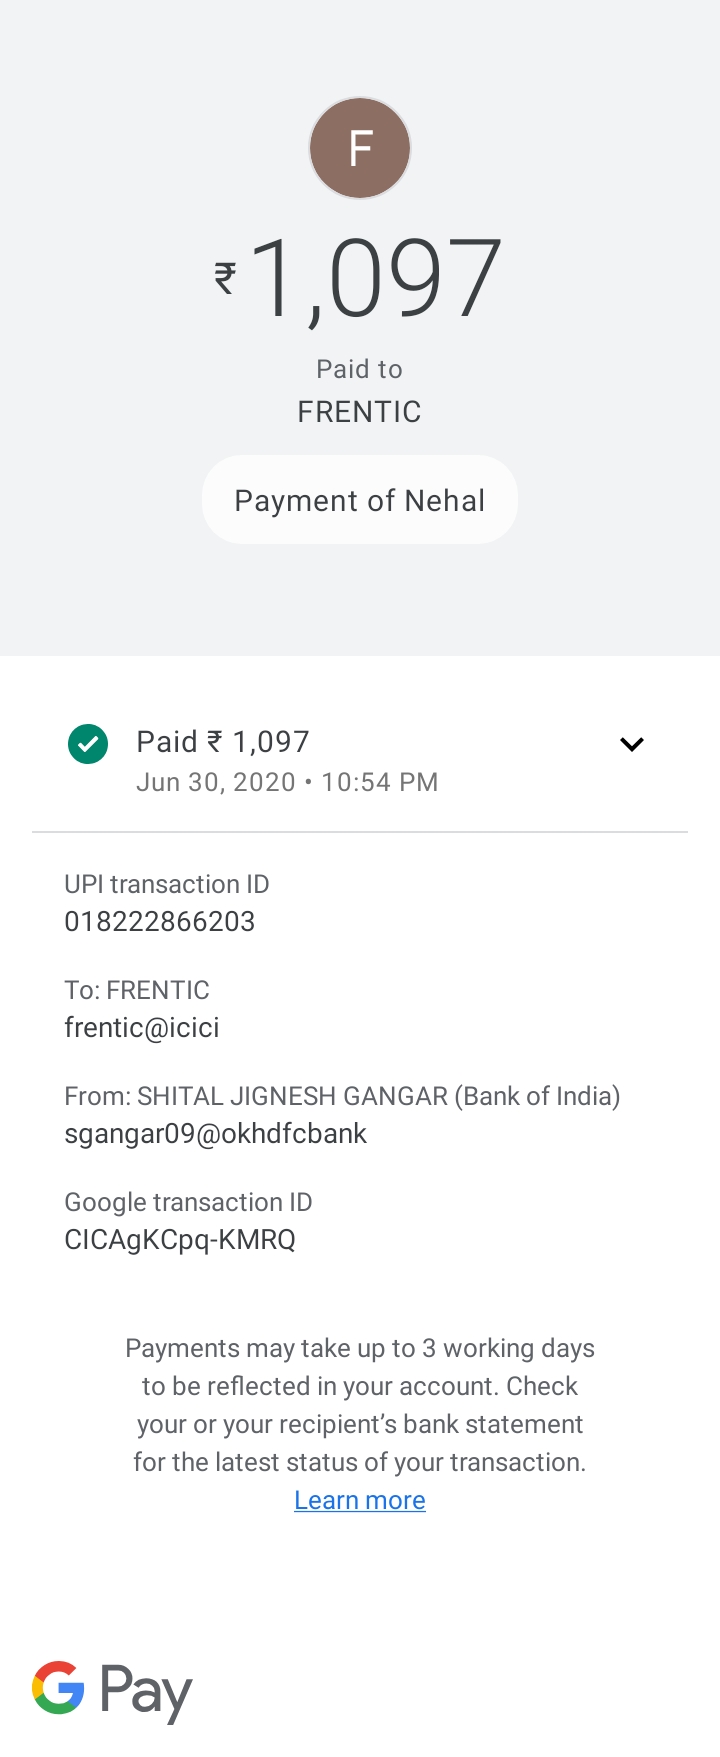 F
₹1,097
Paid to
FRENTIC
Payment of Nehal
Paid ₹ 1,097
Jun 30, 2020 • 10:54 PM
UPI transaction ID
018222866203
To: FRENTIC
frentic@icici
From: SHITAL JIGNESH GANGAR (Bank of India)
sgangar09@okhdfcbank
Google transaction ID
CICAgKCpq-KMRQ
Payments may take up to 3 working days
to be reflected in your account. Check
your or your recipient’s bank statement
for the latest status of your transaction.
Learn more
G Pay